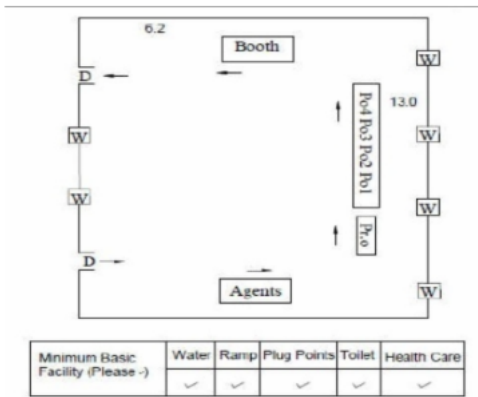 6.2
Booth
D
W
W
13.0
Po4 Po3 Po2 Po1
W
W
W
Pr.o
W
D
Agents
W
Minimum Basic Facility (Please -)
Water Ramp Plug Points Toilet Health Care
✓ ✓ ✓ ✓ ✓